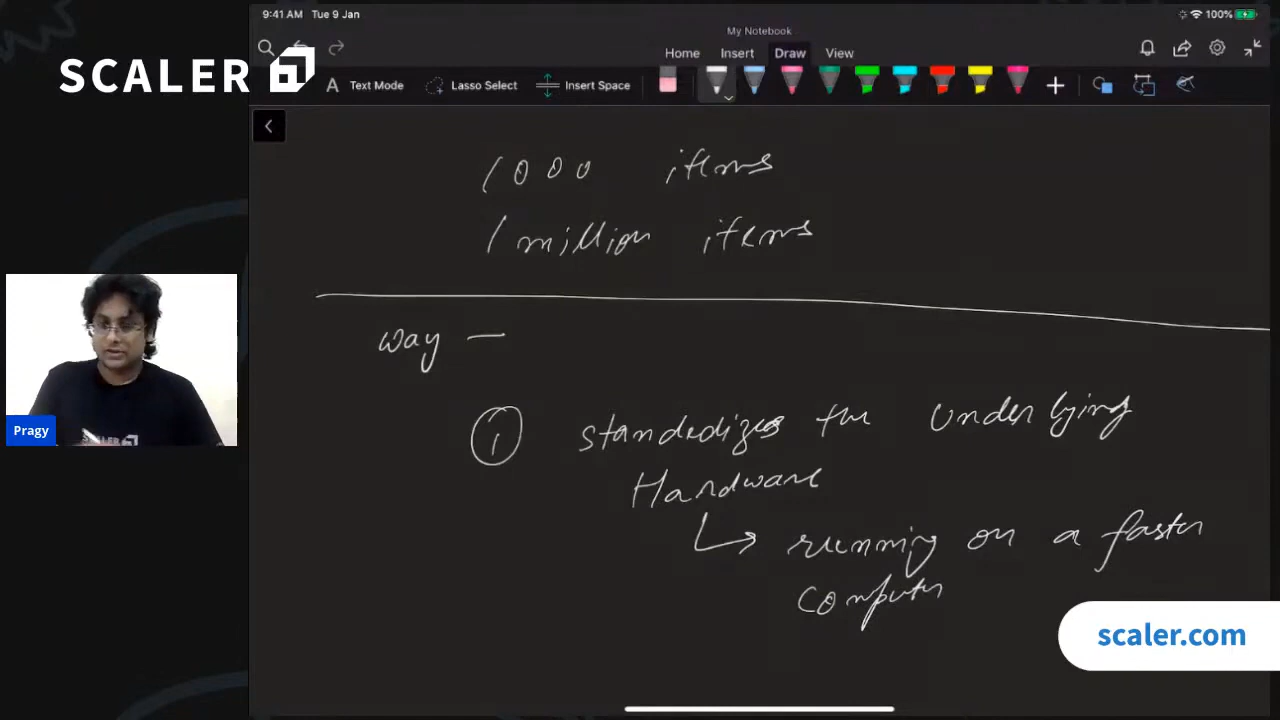 9:41 AM Tue 9 Jan
100%
My Notebook
SCALER
Home Insert Draw View
A Text Mode Lasso Select Insert Space
1000 items
1 million items
way —
1 standedizes the underlying
Hardware
running on a faster
computer
Pragy
scaler.com